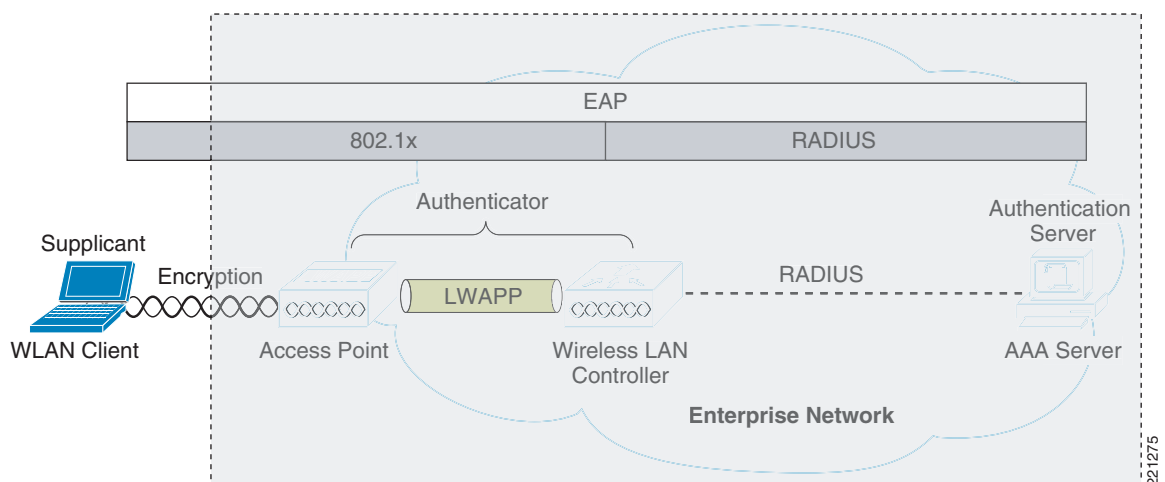 EAP
802.1x
RADIUS
Authenticator
Authentication
Server
Supplicant
Encryption
LWAPP
RADIUS
WLAN Client
Access Point
Wireless LAN
Controller
AAA Server
Enterprise Network
221275